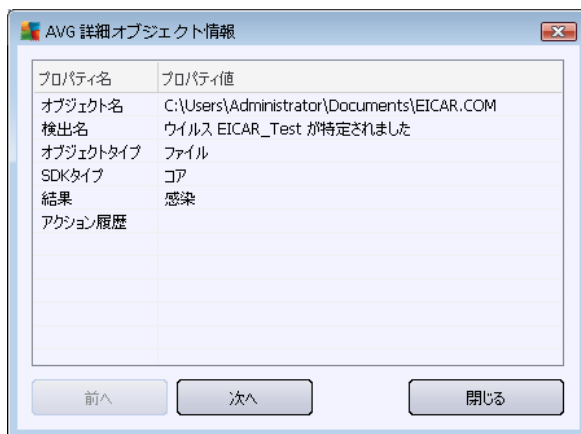 AVG 詳細オブジェクト情報
プロパティ名 プロパティ値
オブジェクト名 C:\Users\Administrator\Documents\EICAR.COM
検出名 ウイルス EICAR_Test が特定されました
オブジェクトタイプ ファイル
SDKタイプ コア
結果 感染
アクション履歴
前へ 次へ 閉じる